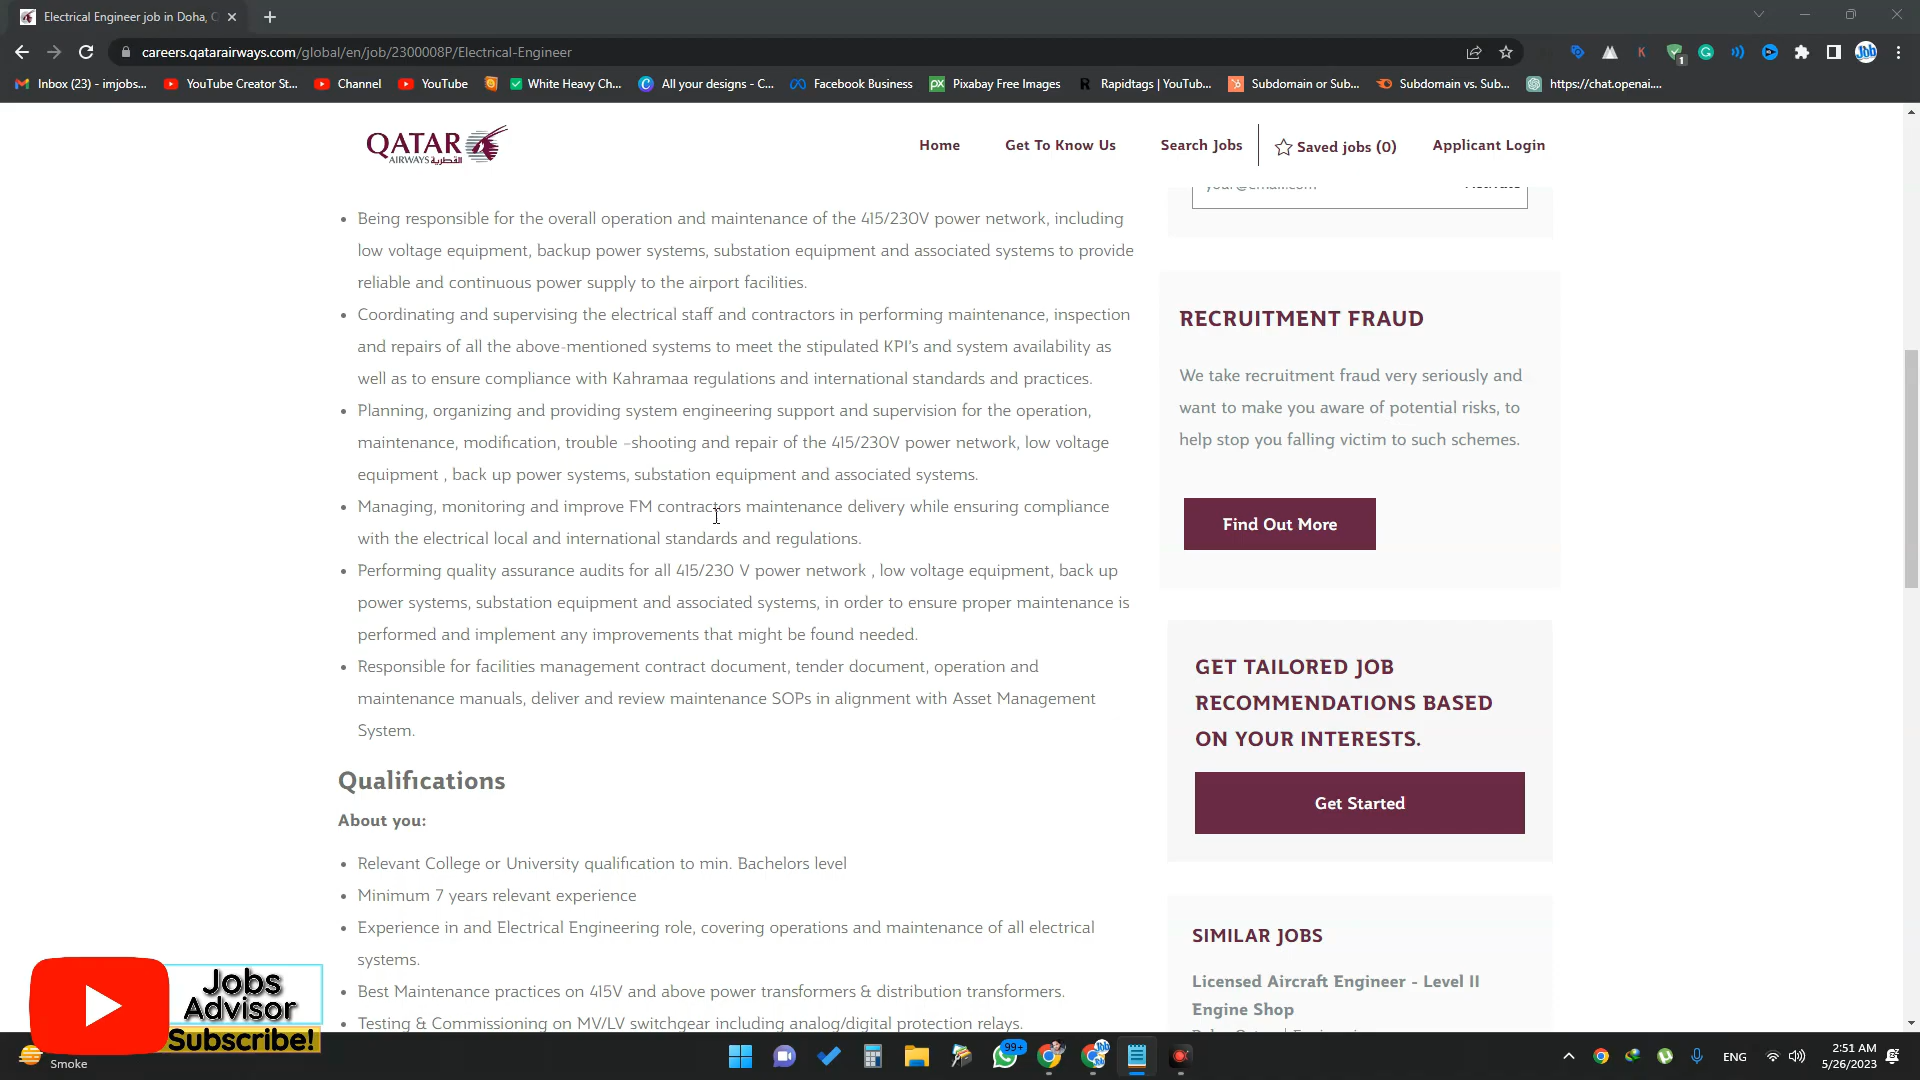 Electrical Engineer job in Doha,
careers.qatarairways.com/global/en/job/2300008P/Electrical-Engineer
Inbox (23) - imjobs...
YouTube Creator St...
Channel
YouTube
White Heavy Ch...
All your designs - C...
Facebook Business
Pixabay Free Images
Rapidtags | YouTub...
Subdomain or Sub...
Subdomain vs. Sub...
https://chat.openai....
QATAR
AIRWAYS القطرية
Home
Get To Know Us
Search Jobs
Saved jobs (0)
Applicant Login
Being responsible for the overall operation and maintenance of the 415/230V power network, including
low voltage equipment, backup power systems, substation equipment and associated systems to provide
reliable and continuous power supply to the airport facilities.
Coordinating and supervising the electrical staff and contractors in performing maintenance, inspection
and repairs of all the above-mentioned systems to meet the stipulated KPI's and system availability as
well as to ensure compliance with Kahramaa regulations and international standards and practices.
Planning, organizing and providing system engineering support and supervision for the operation,
maintenance, modification, trouble -shooting and repair of the 415/230V power network, low voltage
equipment , back up power systems, substation equipment and associated systems.
Managing, monitoring and improve FM contractors maintenance delivery while ensuring compliance
with the electrical local and international standards and regulations.
Performing quality assurance audits for all 415/230 V power network , low voltage equipment, back up
power systems, substation equipment and associated systems, in order to ensure proper maintenance is
performed and implement any improvements that might be found needed.
Responsible for facilities management contract document, tender document, operation and
maintenance manuals, deliver and review maintenance SOPs in alignment with Asset Management
System.
Qualifications
About you:
Relevant College or University qualification to min. Bachelors level
Minimum 7 years relevant experience
Experience in and Electrical Engineering role, covering operations and maintenance of all electrical
systems.
Best Maintenance practices on 415V and above power transformers & distribution transformers.
Testing & Commissioning on MV/LV switchgear including analog/digital protection relays.
your@email.com
Activate
RECRUITMENT FRAUD
We take recruitment fraud very seriously and
want to make you aware of potential risks, to
help stop you falling victim to such schemes.
Find Out More
GET TAILORED JOB
RECOMMENDATIONS BASED
ON YOUR INTERESTS.
Get Started
SIMILAR JOBS
Licensed Aircraft Engineer - Level II
Engine Shop
Jobs
Advisor
Subscribe!
Smoke
99+
ENG
2:51 AM
5/26/2023